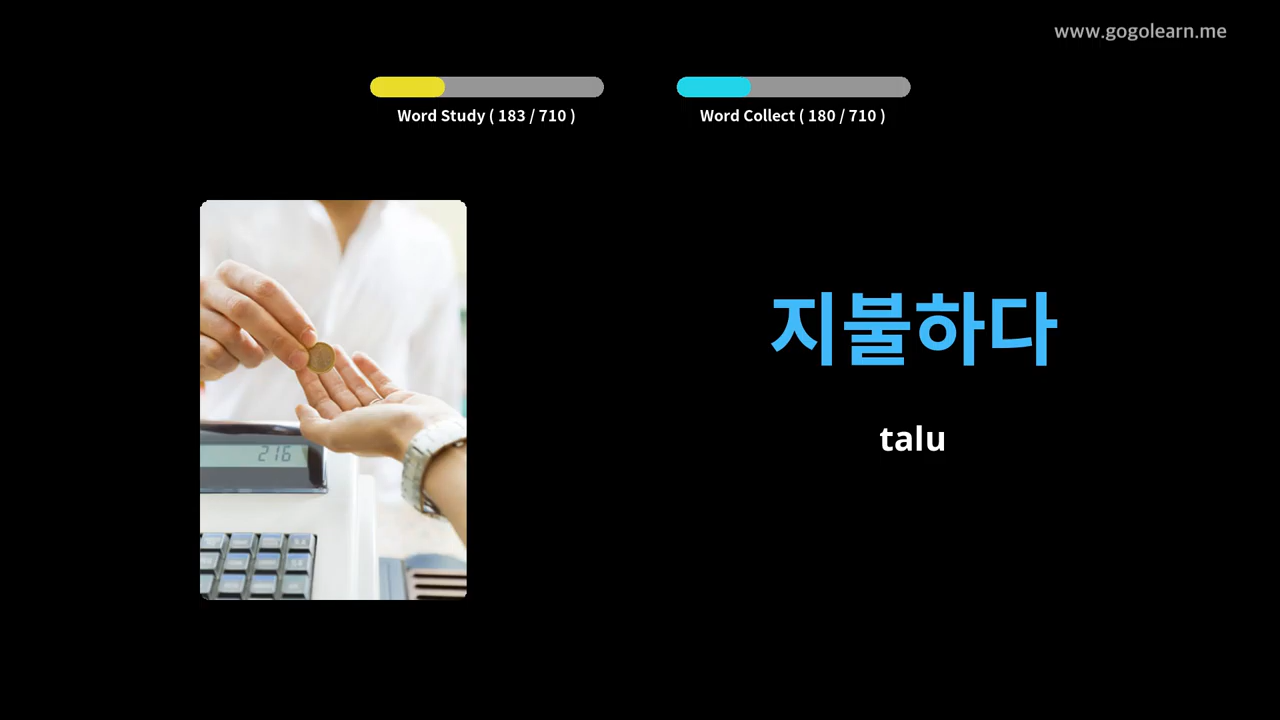 www.gogolearn.me
Word Study ( 183 / 710 )
Word Collect ( 180 / 710 )
216
지불하다
talu